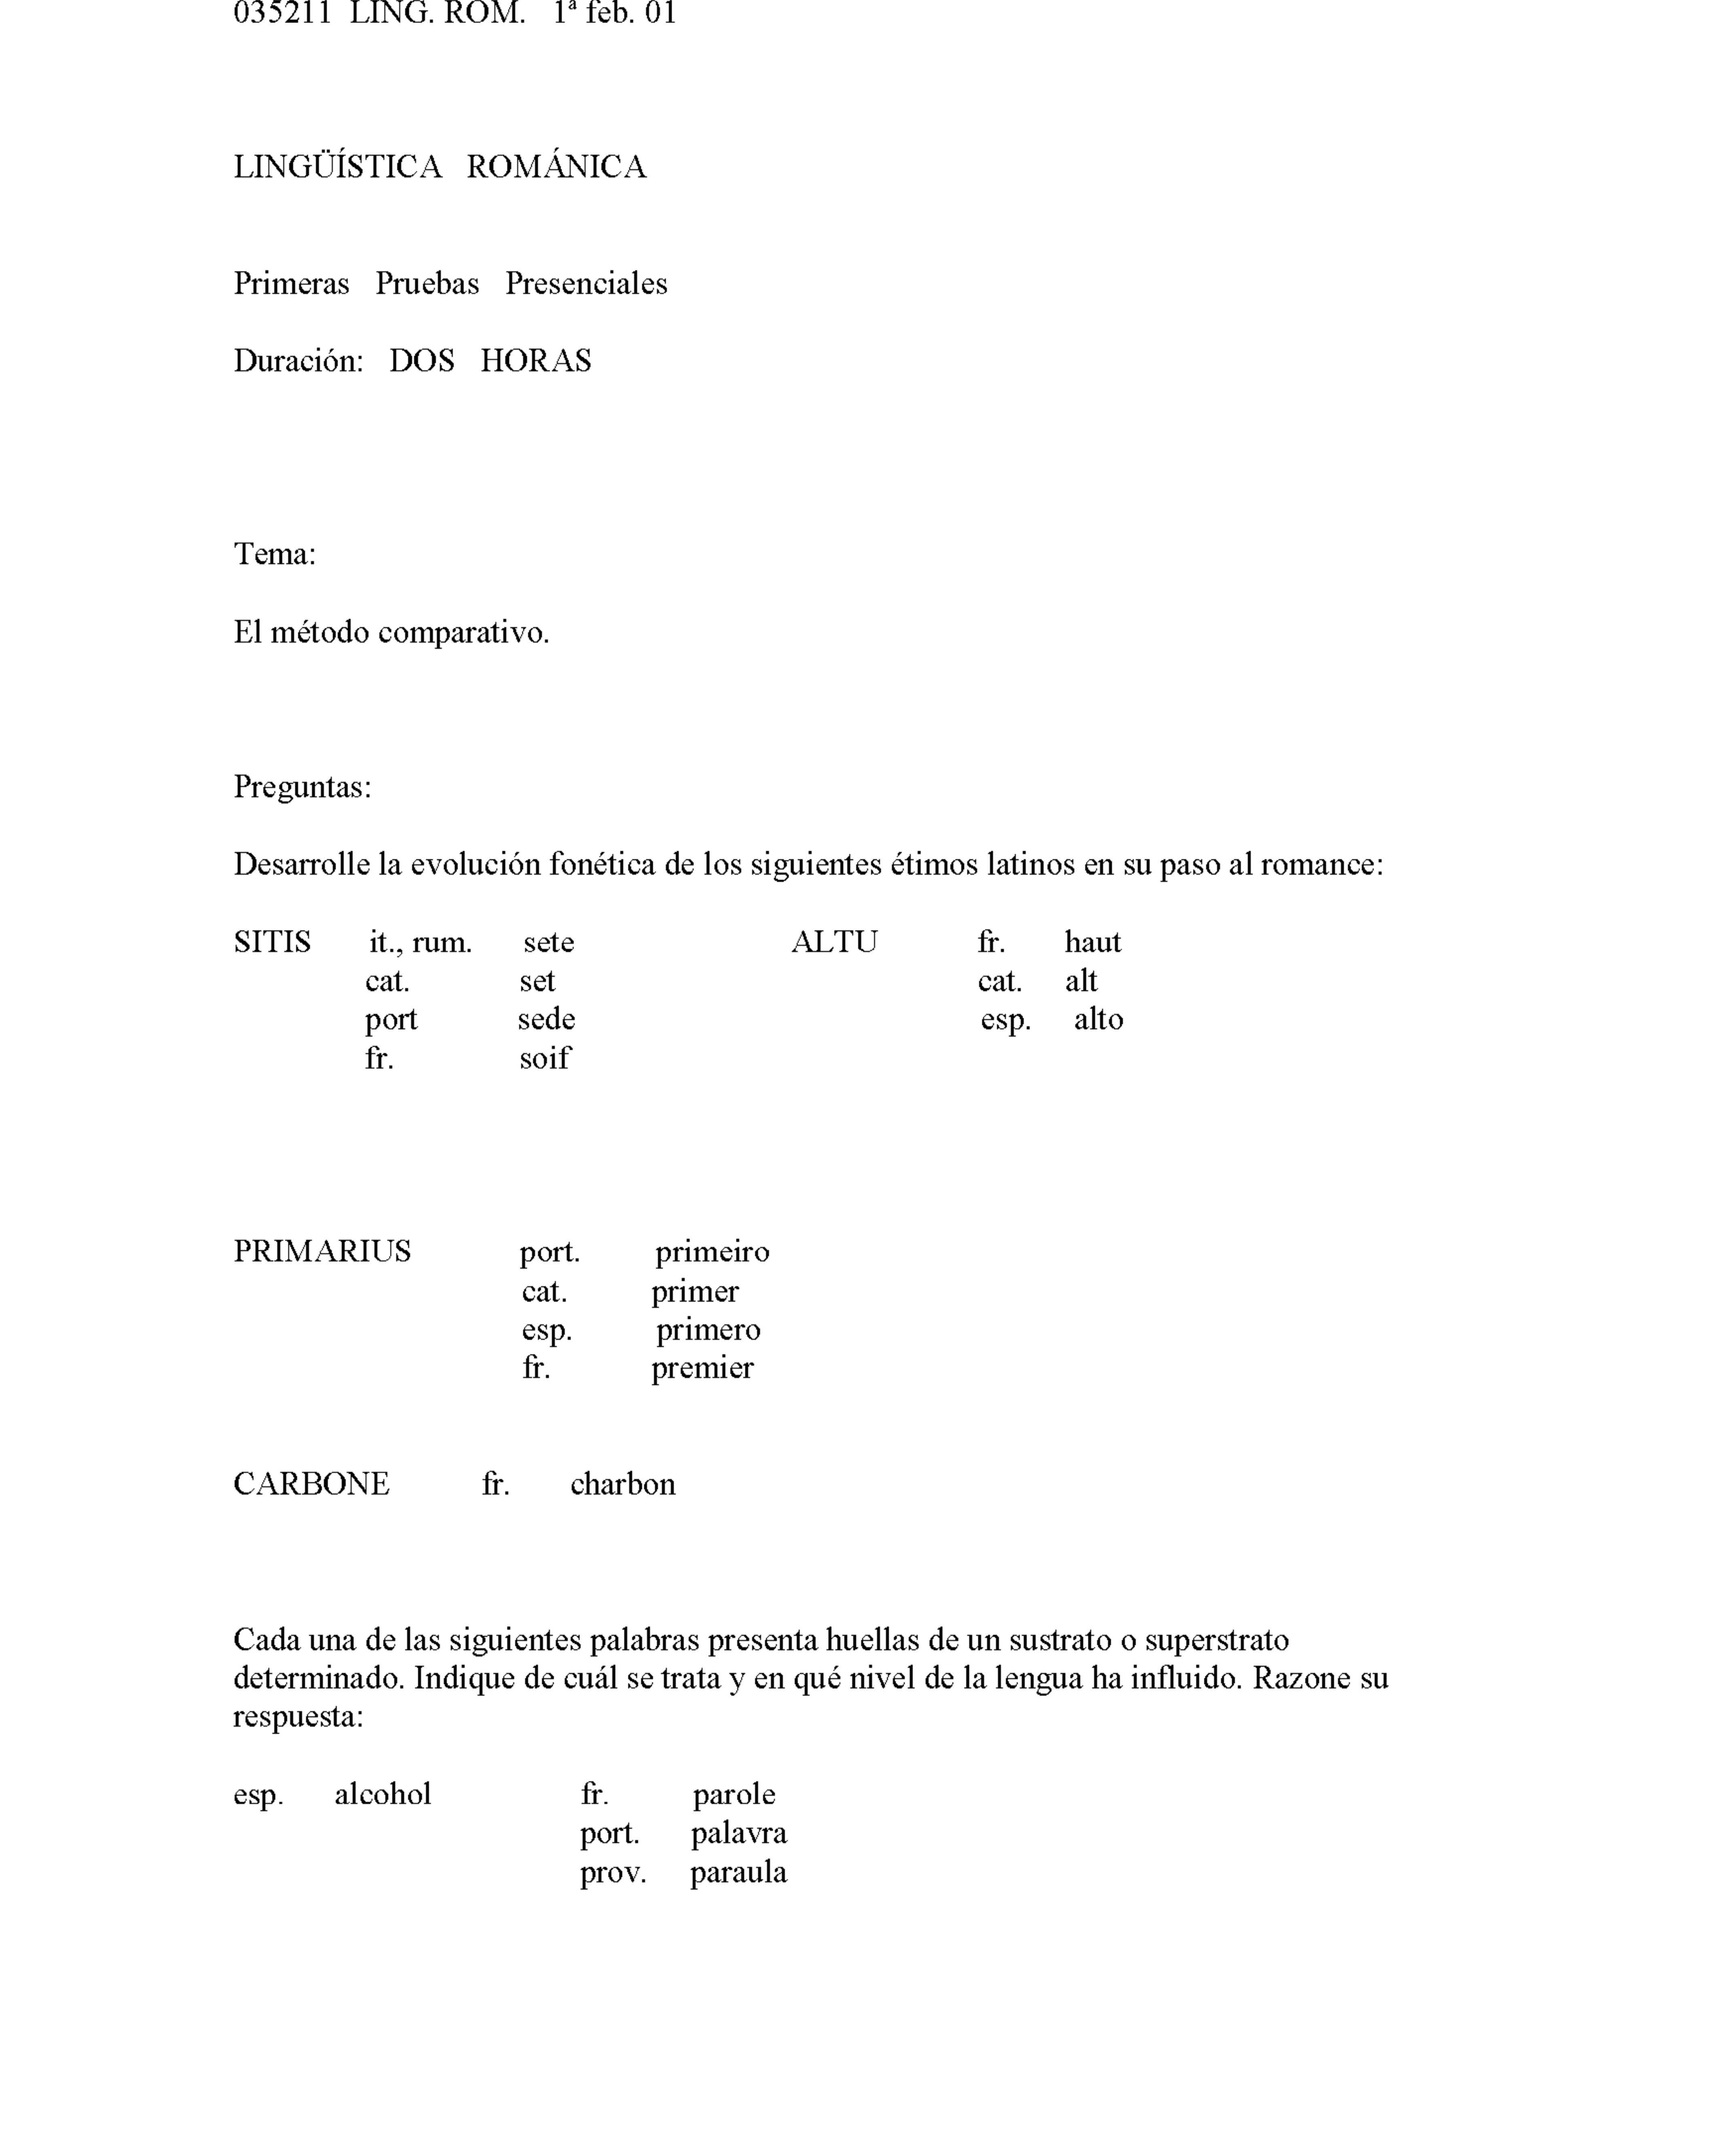 035211 LING. ROM. 1ª feb. 01
LINGÜÍSTICA ROMÁNICA
Primeras Pruebas Presenciales
Duración: DOS HORAS
Tema:
El método comparativo.
Preguntas:
Desarrolle la evolución fonética de los siguientes étimos latinos en su paso al romance:
SITIS it., rum. sete ALTU fr. haut
cat. set cat. alt
port sede esp. alto
fr. soif
PRIMARIUS port. primeiro
cat. primer
esp. primero
fr. premier
CARBONE fr. charbon
Cada una de las siguientes palabras presenta huellas de un sustrato o superstrato
determinado. Indique de cuál se trata y en qué nivel de la lengua ha influido. Razone su
respuesta:
esp. alcohol fr. parole
port. palavra
prov. paraula